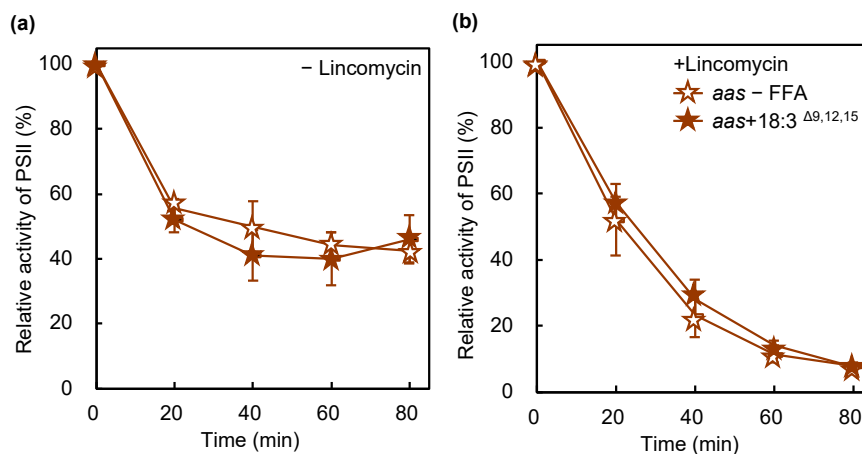 (a)
− Lincomycin
Relative activity of PSII (%)
100
80
60
40
20
0
0 20 40 60 80
Time (min)
(b)
+Lincomycin
aas − FFA
aas+18:3 Δ9,12,15
Relative activity of PSII (%)
100
80
60
40
20
0
0 20 40 60 80
Time (min)